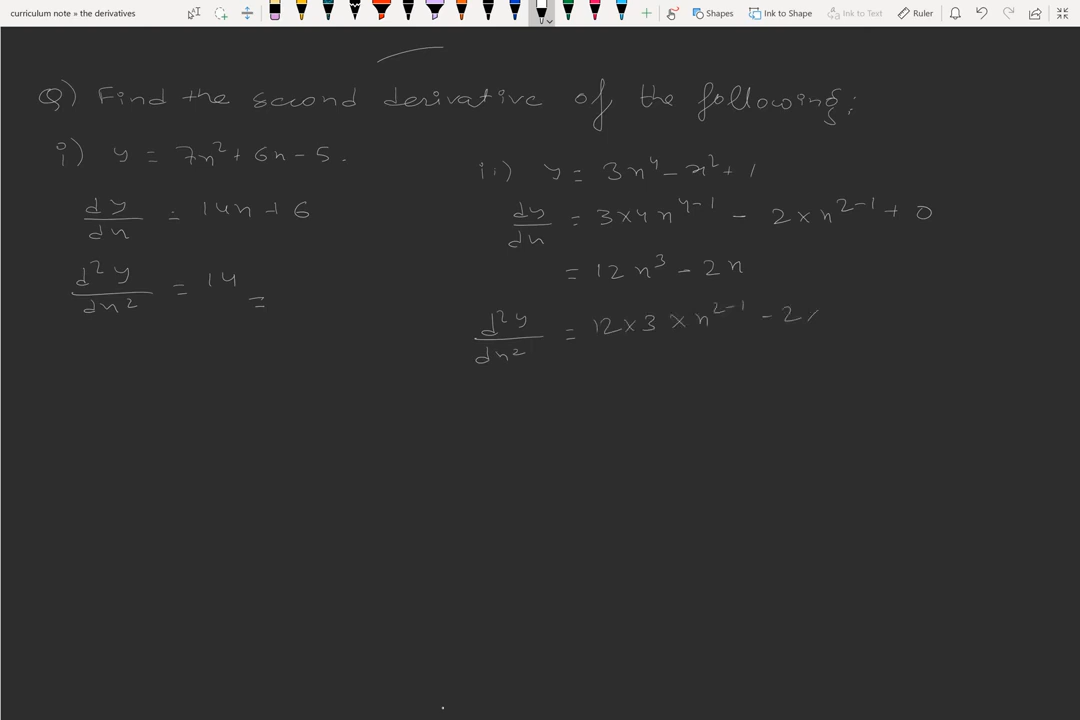 curriculum note » the derivatives
Shapes Ink to Shape Ink to Text Ruler
Q) Find the second derivative of the following:
i) y = 7x² + 6x - 5.
dy/dx = 14x + 6
d²y/dx² = 14 =
ii) y = 3x⁴ - x² + 1
dy/dx = 3×4x⁴⁻¹ - 2×x²⁻¹ + 0
= 12x³ - 2x
d²y/dx² = 12×3×x²⁻¹ - 2